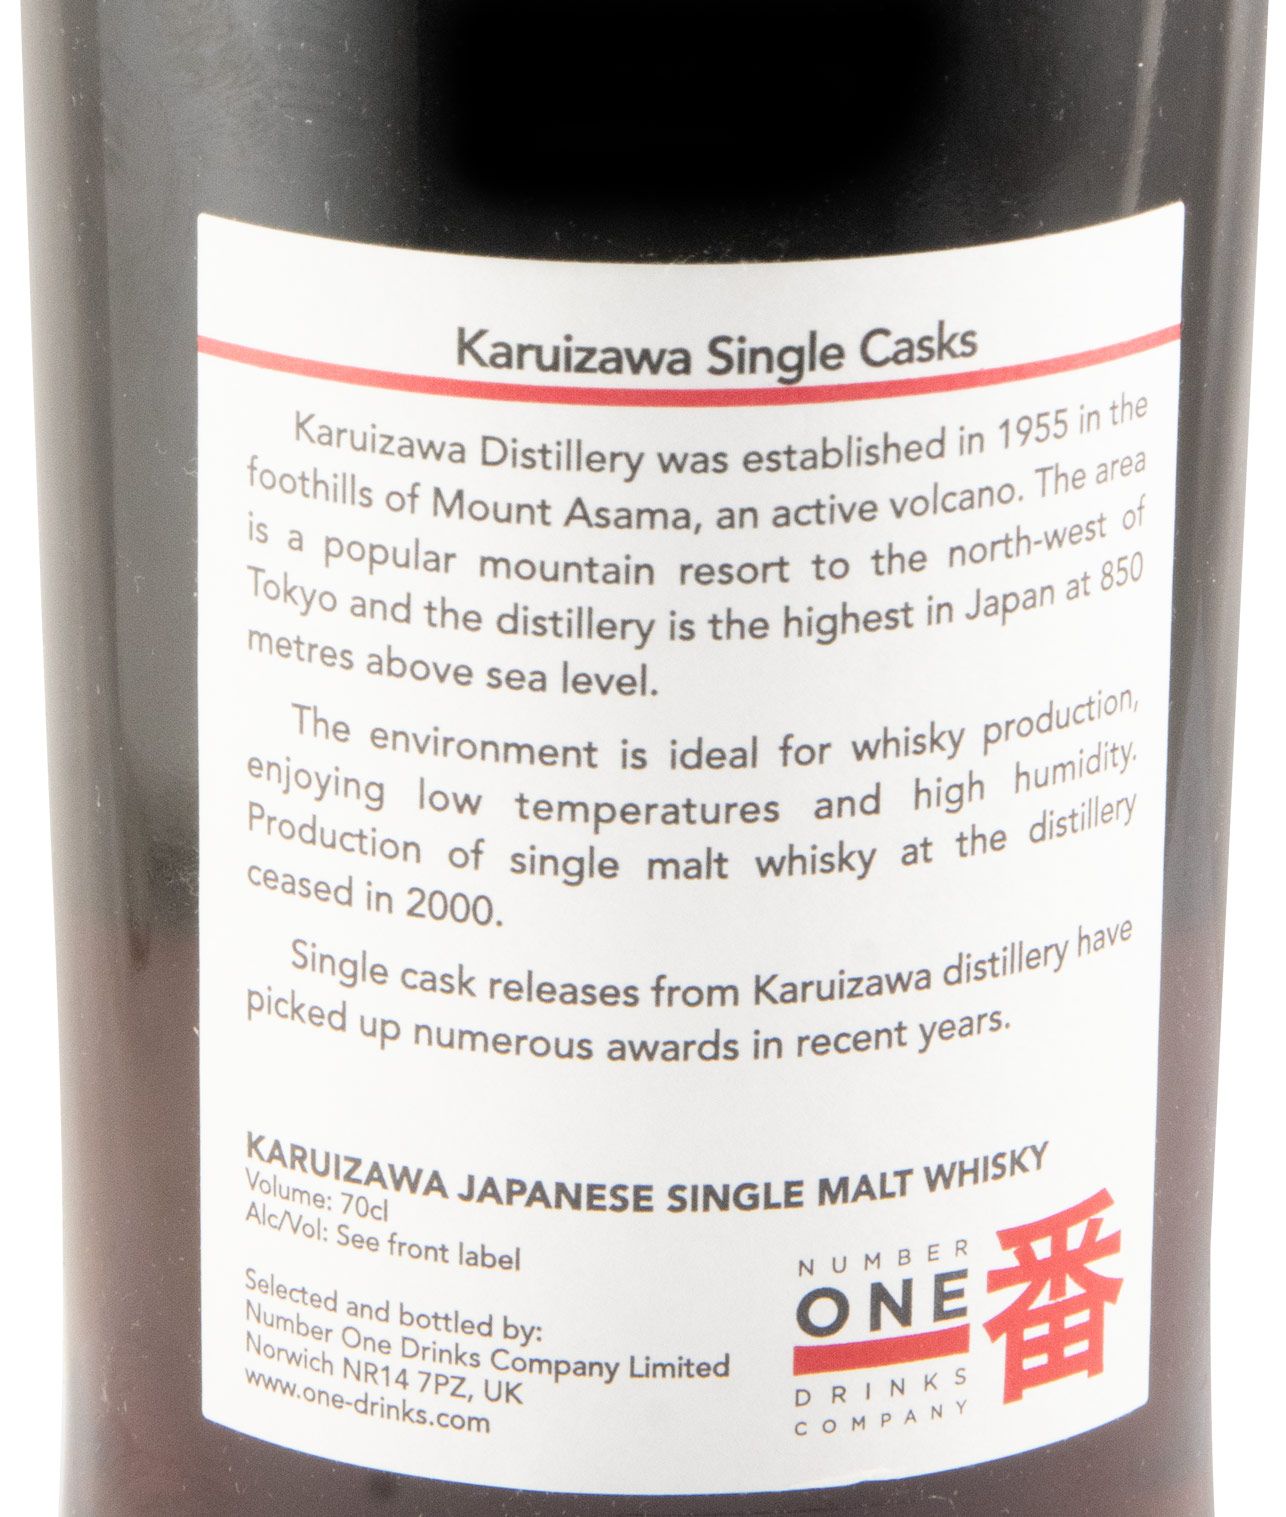 Karuizawa Single Casks
Karuizawa Distillery was established in 1955 in the
foothills of Mount Asama, an active volcano. The area
is a popular mountain resort to the north-west of
Tokyo and the distillery is the highest in Japan at 850
metres above sea level.
The environment is ideal for whisky production,
enjoying low temperatures and high humidity.
Production of single malt whisky at the distillery
ceased in 2000.
Single cask releases from Karuizawa distillery have
picked up numerous awards in recent years.
KARUIZAWA JAPANESE SINGLE MALT WHISKY
Volume: 70cl
Alc/Vol: See front label
Selected and bottled by:
Number One Drinks Company Limited
Norwich NR14 7PZ, UK
www.one-drinks.com
NUMBER
ONE
DRINKS
COMPANY
番